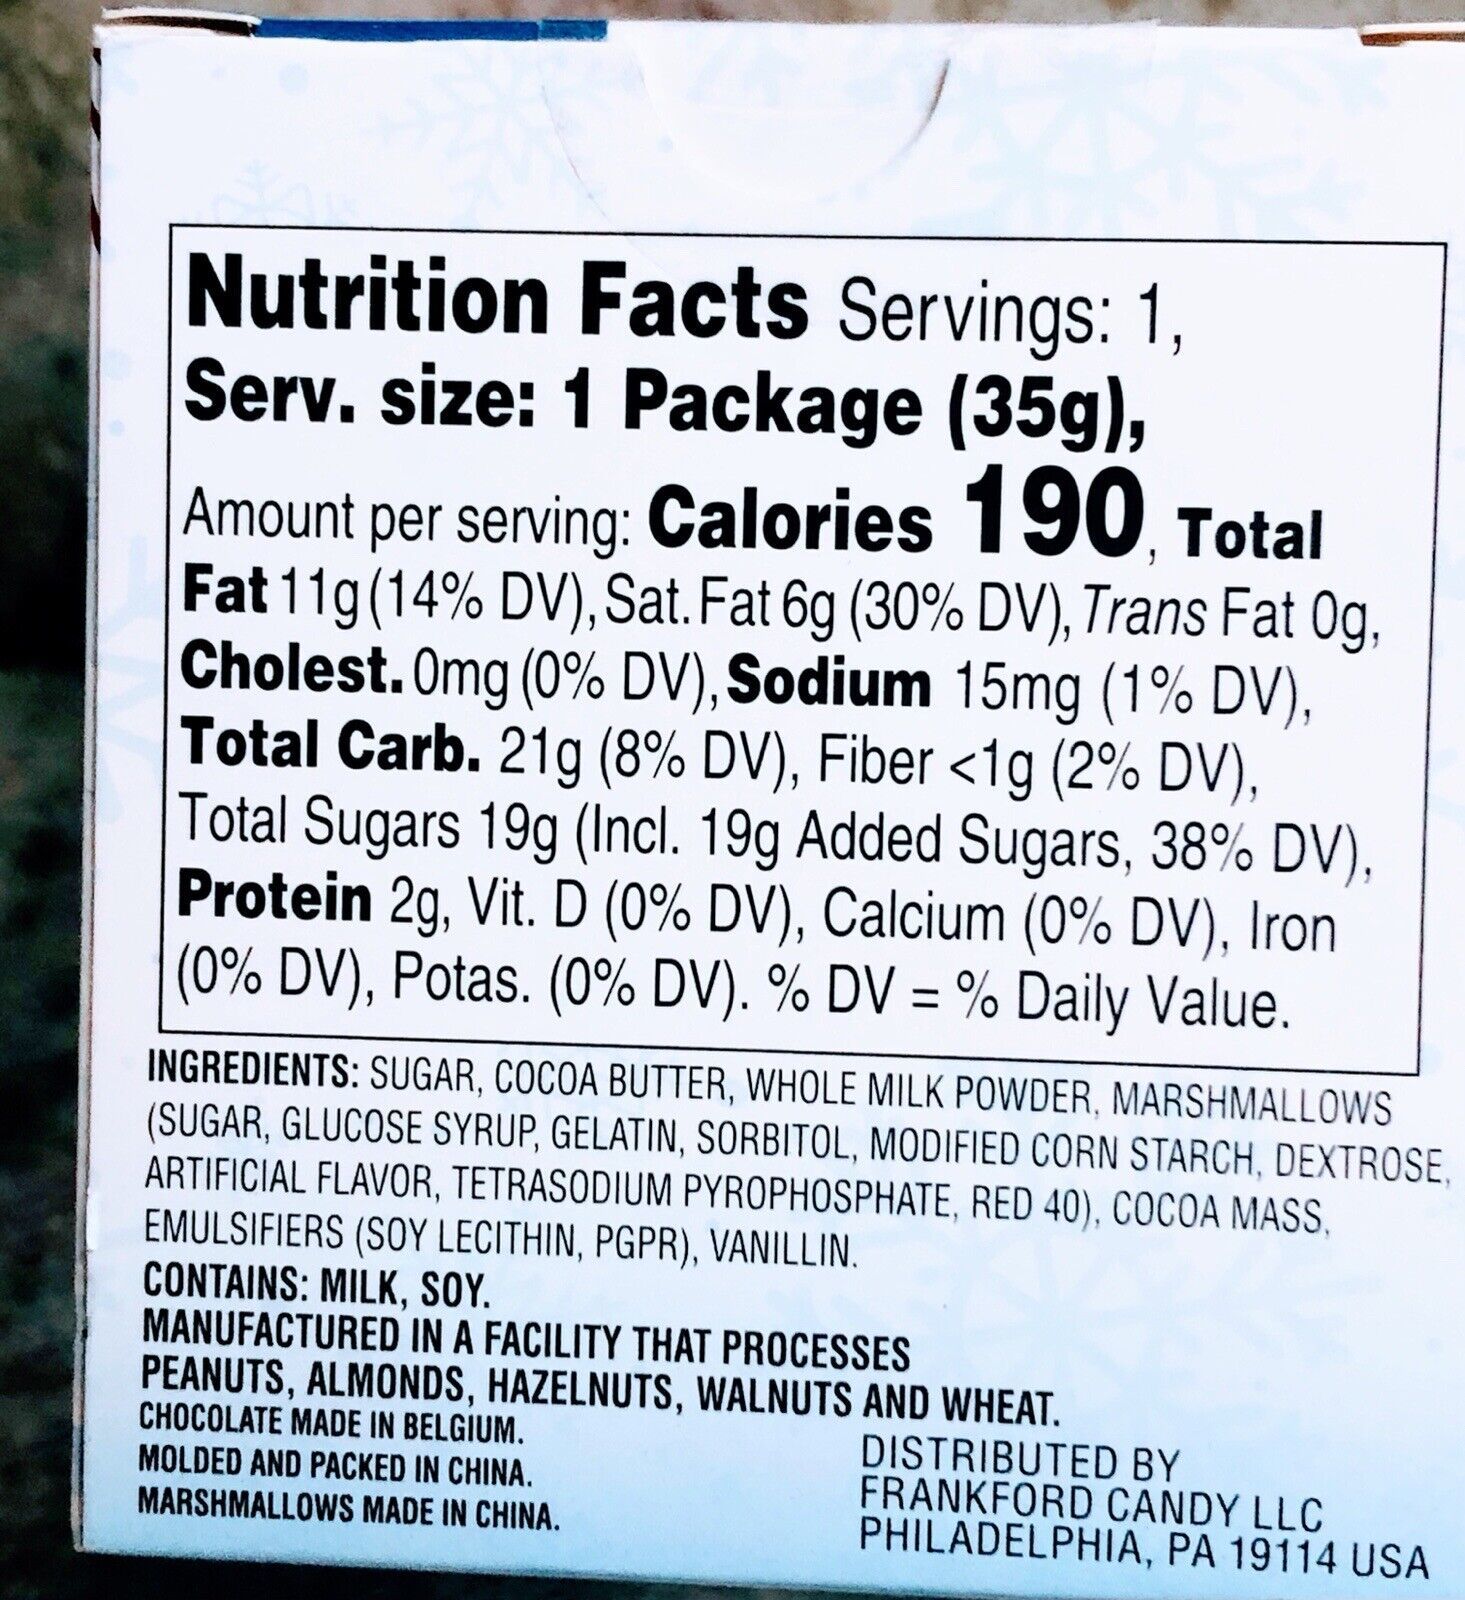 Nutrition Facts Servings: 1,
Serv. size: 1 Package (35g),
Amount per serving: Calories 190, Total
Fat 11g (14% DV), Sat. Fat 6g (30% DV), Trans Fat 0g,
Cholest. 0mg (0% DV), Sodium 15mg (1% DV),
Total Carb. 21g (8% DV), Fiber <1g (2% DV),
Total Sugars 19g (Incl. 19g Added Sugars, 38% DV),
Protein 2g, Vit. D (0% DV), Calcium (0% DV), Iron
(0% DV), Potas. (0% DV). % DV = % Daily Value.
INGREDIENTS: SUGAR, COCOA BUTTER, WHOLE MILK POWDER, MARSHMALLOWS
(SUGAR, GLUCOSE SYRUP, GELATIN, SORBITOL, MODIFIED CORN STARCH, DEXTROSE,
ARTIFICIAL FLAVOR, TETRASODIUM PYROPHOSPHATE, RED 40), COCOA MASS,
EMULSIFIERS (SOY LECITHIN, PGPR), VANILLIN.
CONTAINS: MILK, SOY.
MANUFACTURED IN A FACILITY THAT PROCESSES
PEANUTS, ALMONDS, HAZELNUTS, WALNUTS AND WHEAT.
CHOCOLATE MADE IN BELGIUM.
MOLDED AND PACKED IN CHINA.
MARSHMALLOWS MADE IN CHINA.
DISTRIBUTED BY
FRANKFORD CANDY LLC
PHILADELPHIA, PA 19114 USA